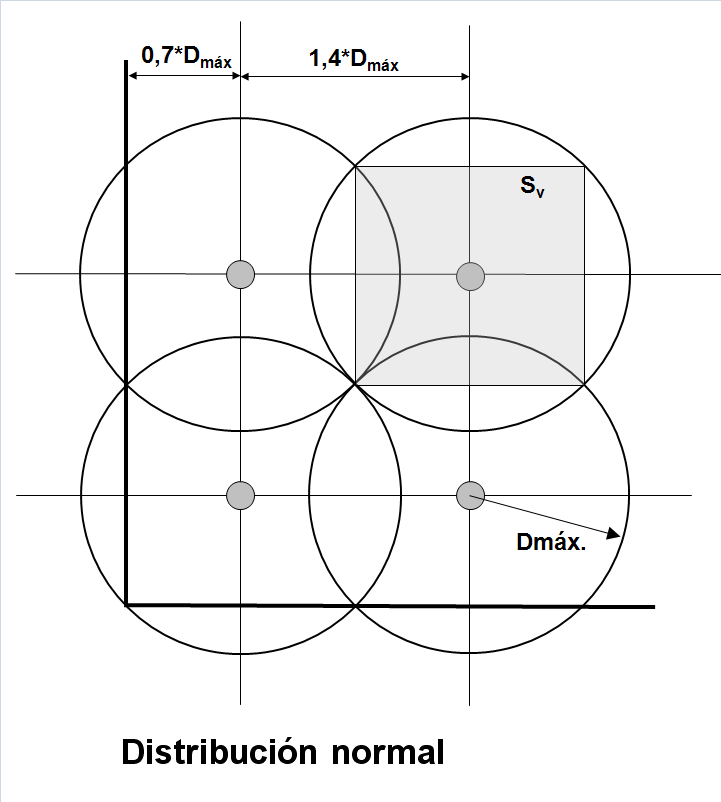 0,7*Dmáx
1,4*Dmáx
Sv
Dmáx.
Distribución normal